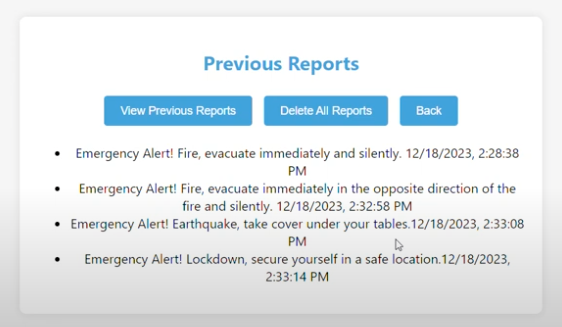 Previous Reports
View Previous Reports Delete All Reports Back
Emergency Alert! Fire, evacuate immediately and silently. 12/18/2023, 2:28:38
PM
Emergency Alert! Fire, evacuate immediately in the opposite direction of the
fire and silently. 12/18/2023, 2:32:58 PM
Emergency Alert! Earthquake, take cover under your tables.12/18/2023, 2:33:08
PM
Emergency Alert! Lockdown, secure yourself in a safe location.12/18/2023,
2:33:14 PM